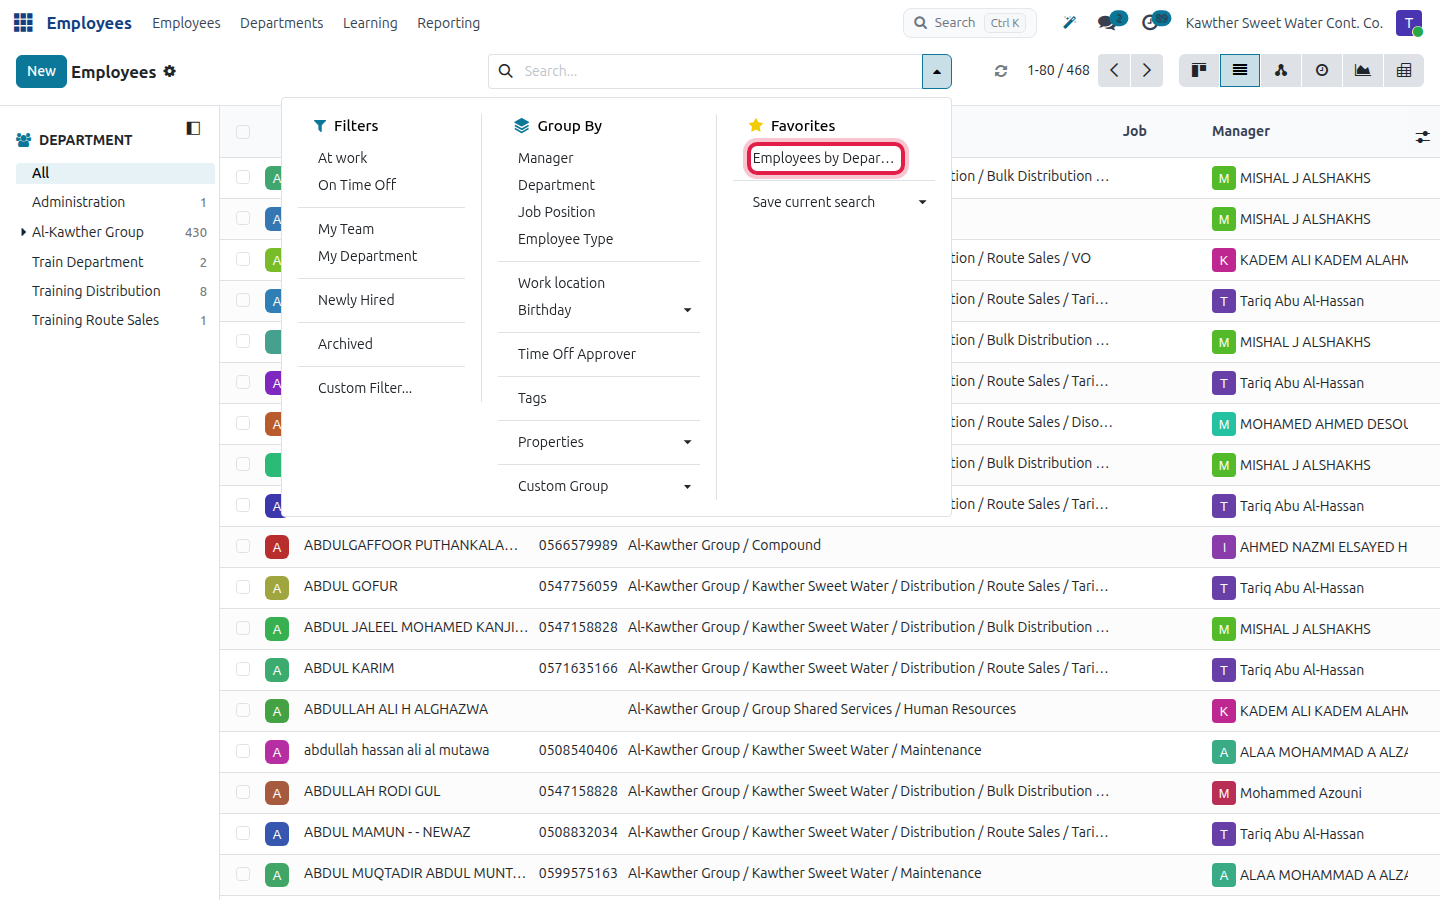 Employees Employees Departments Learning Reporting Search Ctrl K 2 Kawther Sweet Water Cont. Co. T
New Employees Search... 1-80 / 468
DEPARTMENT
All
Administration 1
Al-Kawther Group 430
Train Department 2
Training Distribution 8
Training Route Sales 1
Filters
At work
On Time Off
My Team
My Department
Newly Hired
Archived
Custom Filter...
Group By
Manager
Department
Job Position
Employee Type
Work location
Birthday
Time Off Approver
Tags
Properties
Custom Group
Favorites
Employees by Depar...
Save current search
Job Manager
A tion / Bulk Distribution ... M MISHAL J ALSHAKHS
A M MISHAL J ALSHAKHS
A tion / Route Sales / VO K KADEM ALI KADEM ALAHM
A tion / Route Sales / Tari... T Tariq Abu Al-Hassan
tion / Bulk Distribution ... M MISHAL J ALSHAKHS
A tion / Route Sales / Tari... T Tariq Abu Al-Hassan
A tion / Route Sales / Diso... M MOHAMED AHMED DESOU
tion / Bulk Distribution ... M MISHAL J ALSHAKHS
A tion / Route Sales / Tari... T Tariq Abu Al-Hassan
A ABDULGAFFOOR PUTHANKALA... 0566579989 Al-Kawther Group / Compound I AHMED NAZMI ELSAYED H
A ABDUL GOFUR 0547756059 Al-Kawther Group / Kawther Sweet Water / Distribution / Route Sales / Tari... T Tariq Abu Al-Hassan
A ABDUL JALEEL MOHAMED KANJI... 0547158828 Al-Kawther Group / Kawther Sweet Water / Distribution / Bulk Distribution ... M MISHAL J ALSHAKHS
A ABDUL KARIM 0571635166 Al-Kawther Group / Kawther Sweet Water / Distribution / Route Sales / Tari... T Tariq Abu Al-Hassan
A ABDULLAH ALI H ALGHAZWA Al-Kawther Group / Group Shared Services / Human Resources K KADEM ALI KADEM ALAHM
A abdullah hassan ali al mutawa 0508540406 Al-Kawther Group / Kawther Sweet Water / Maintenance A ALAA MOHAMMAD A ALZA
A ABDULLAH RODI GUL 0547158828 Al-Kawther Group / Kawther Sweet Water / Distribution / Bulk Distribution ... M Mohammed Azouni
A ABDUL MAMUN - - NEWAZ 0508832034 Al-Kawther Group / Kawther Sweet Water / Distribution / Route Sales / Tari... T Tariq Abu Al-Hassan
A ABDUL MUQTADIR ABDUL MUNT... 0599575163 Al-Kawther Group / Kawther Sweet Water / Maintenance A ALAA MOHAMMAD A ALZA